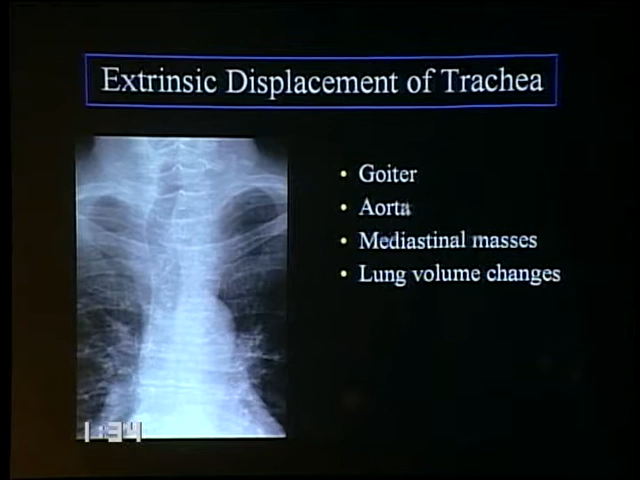 Extrinsic Displacement of Trachea
• Goiter
• Aorta
• Mediastinal masses
• Lung volume changes
1:34